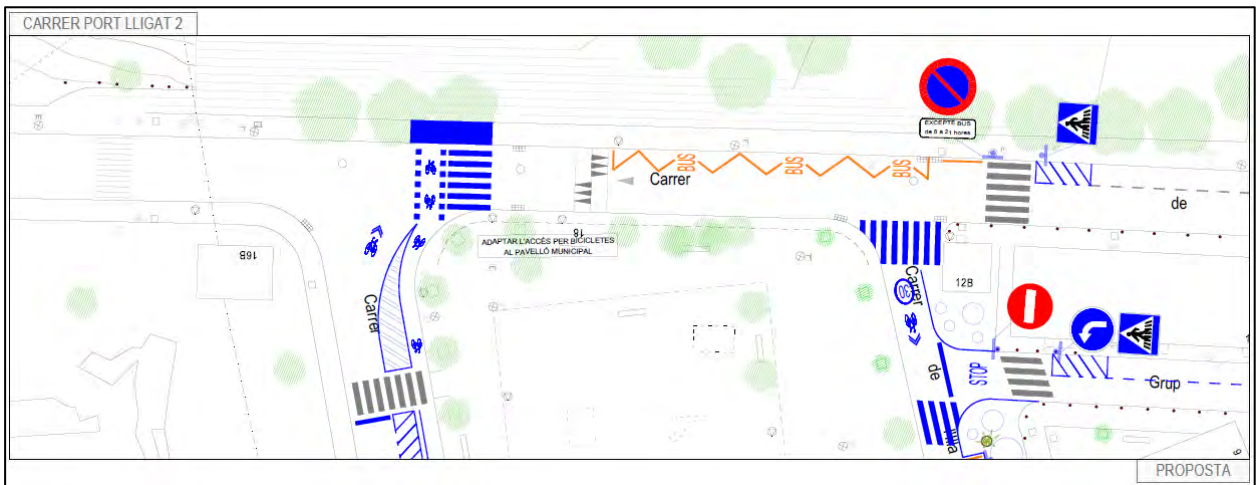 CARRER PORT LLIGAT 2
EXCEPTE BUS
de 8 a 21 hores
BUS
BUS
BUS
Carrer
de
18
ADAPTAR L'ACCÉS PER BICICLETES
AL PAVELLÓ MUNICIPAL
16B
Carrer
Carrer
30
12B
de
STOP
Grup
9
PROPOSTA